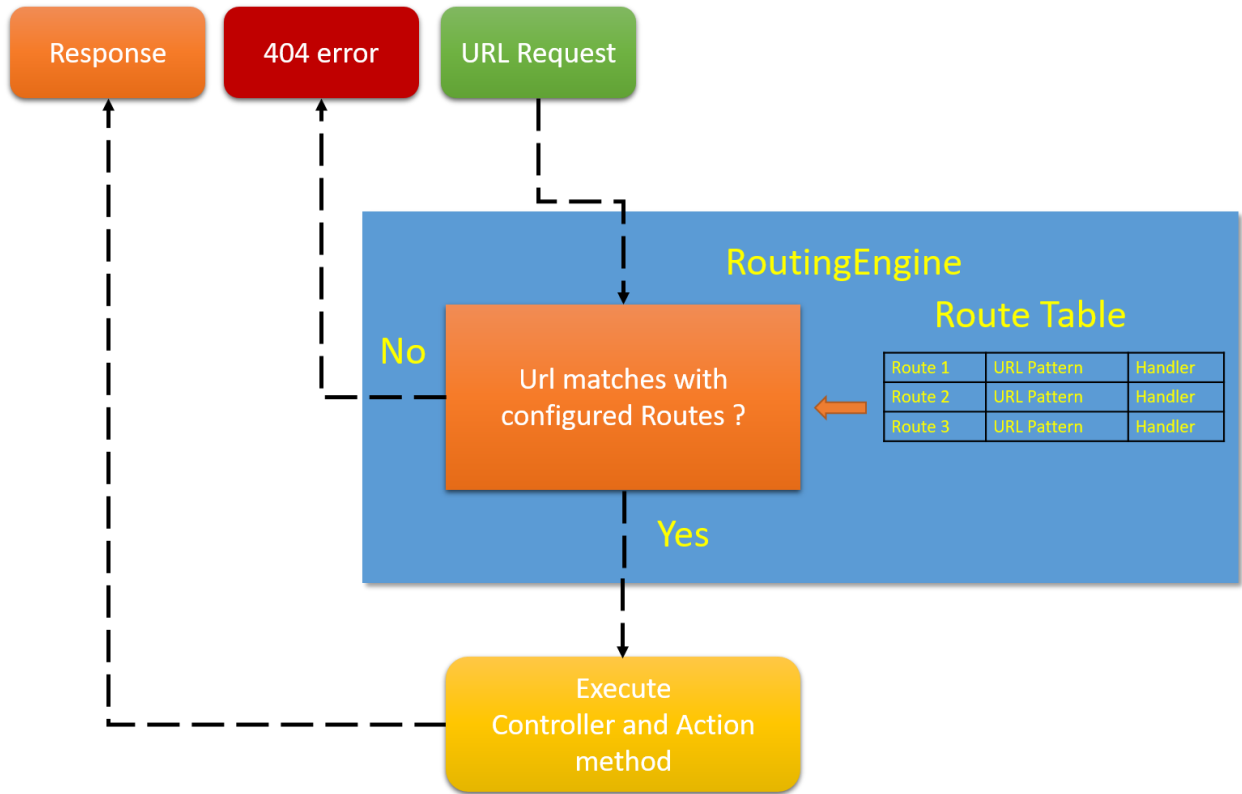 Response
404 error
URL Request
RoutingEngine
Route Table
No
Url matches with
configured Routes ?
Route 1 URL Pattern Handler
Route 2 URL Pattern Handler
Route 3 URL Pattern Handler
Yes
Execute
Controller and Action
method